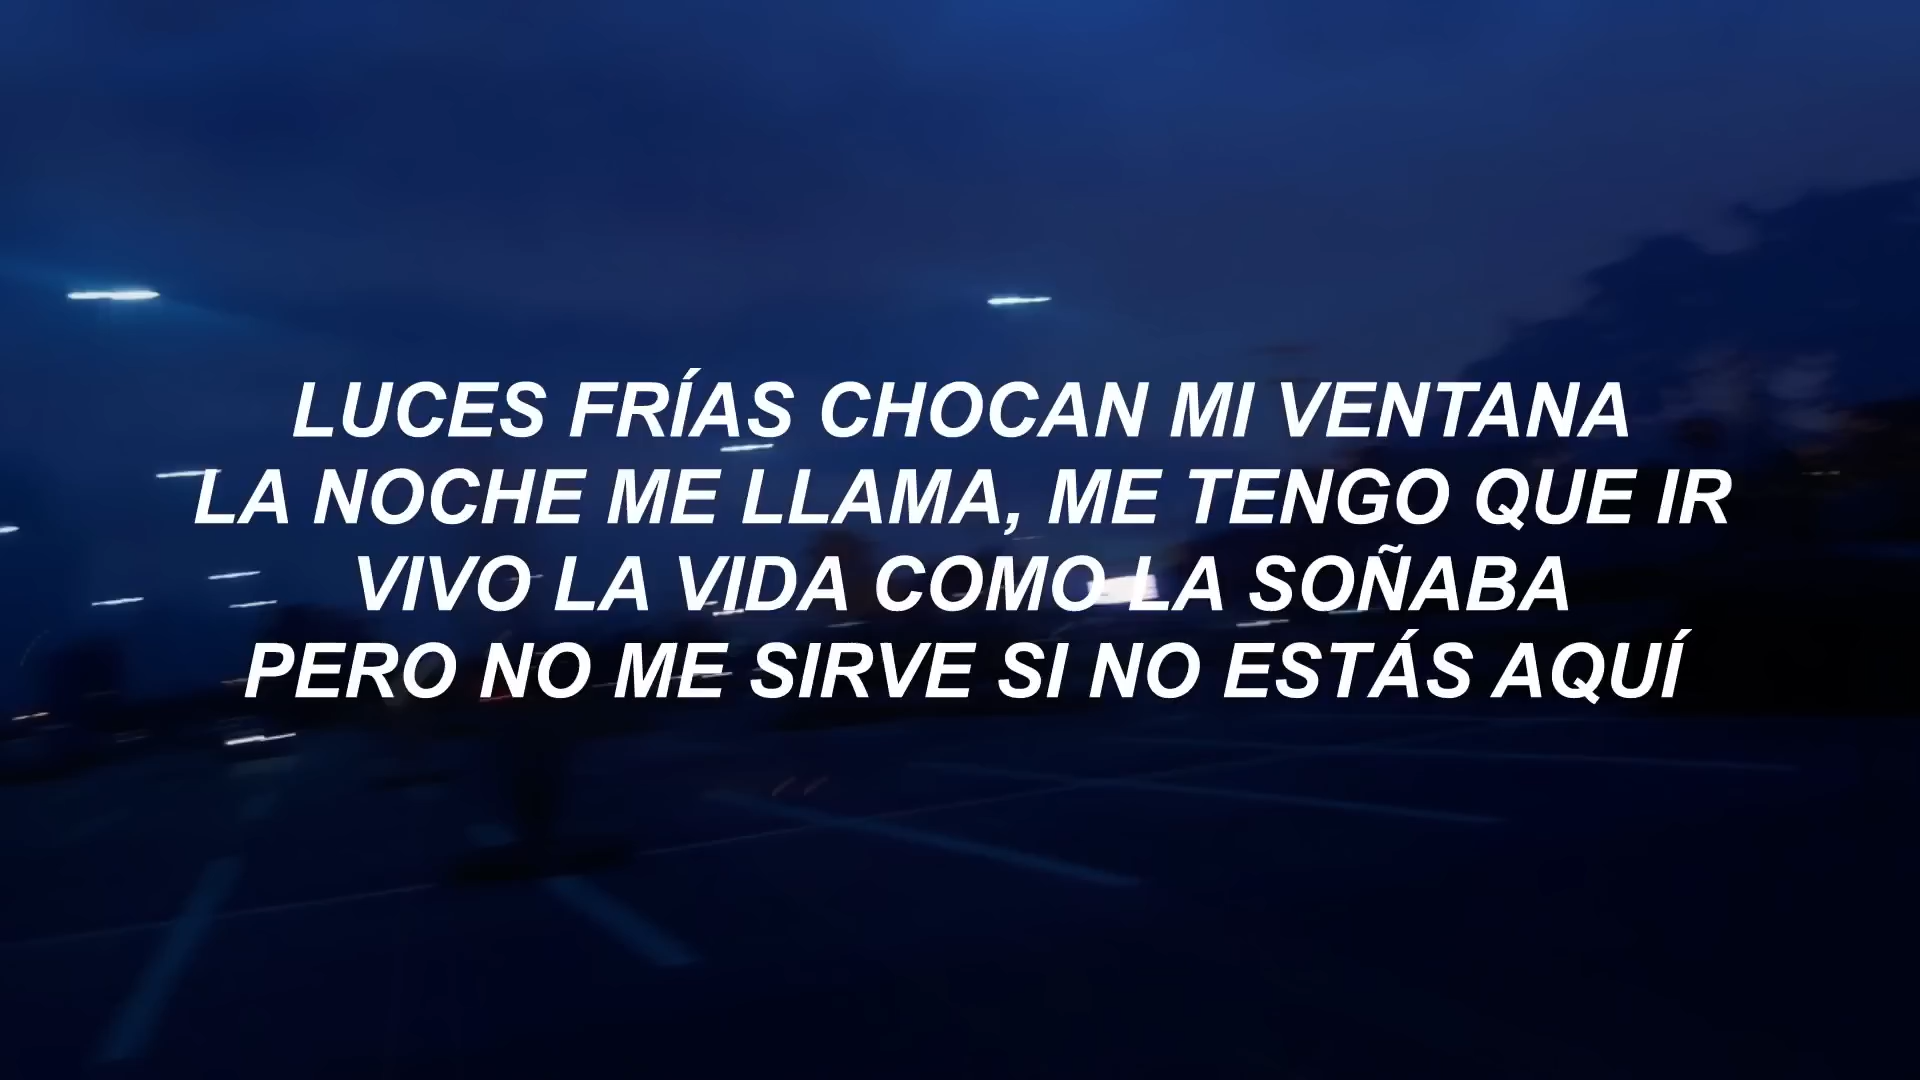 LUCES FRÍAS CHOCAN MI VENTANA
LA NOCHE ME LLAMA, ME TENGO QUE IR
VIVO LA VIDA COMO LA SOÑABA
PERO NO ME SIRVE SI NO ESTÁS AQUÍ